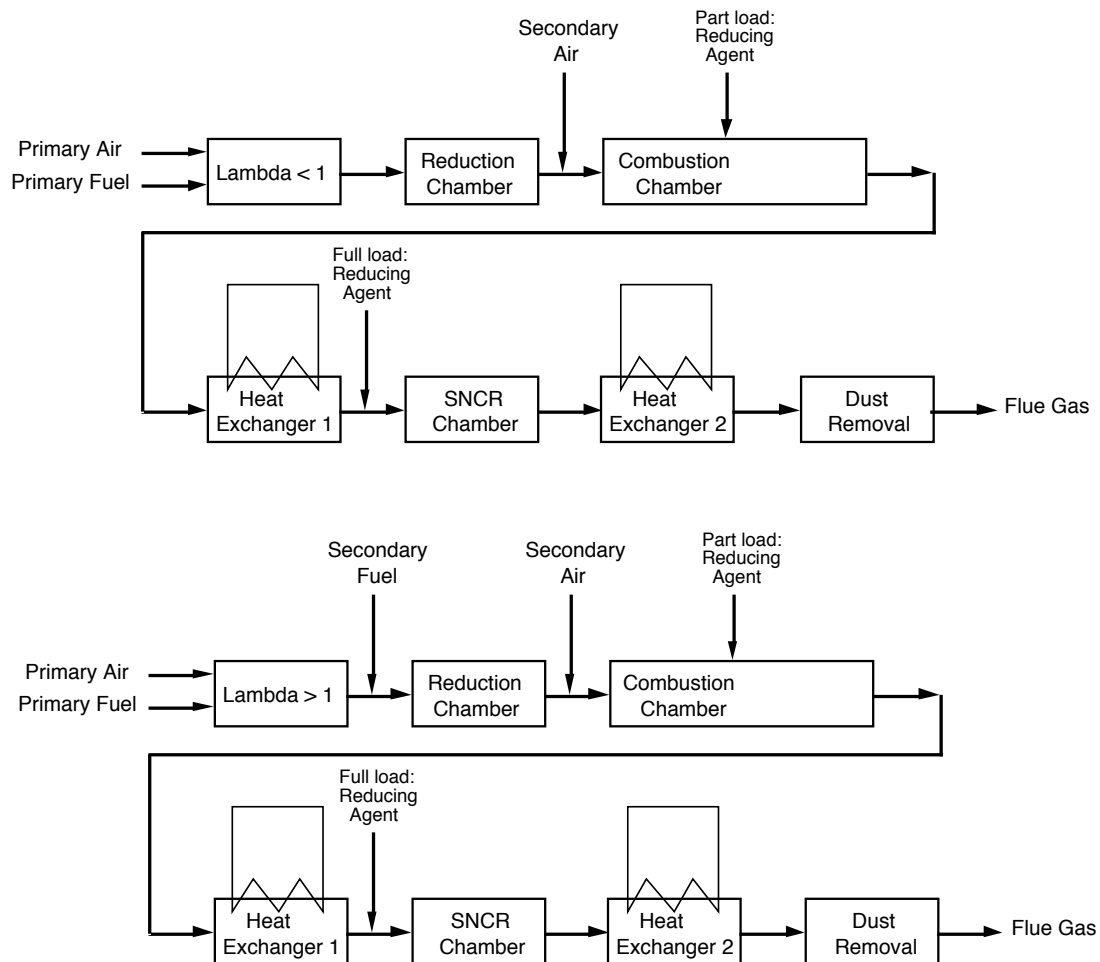 Secondary
Air
Part load:
Reducing
Agent
Primary Air
Primary Fuel
Lambda < 1
Reduction
Chamber
Combustion
Chamber
Full load:
Reducing
Agent
Heat
Exchanger 1
SNCR
Chamber
Heat
Exchanger 2
Dust
Removal
Flue Gas
Secondary
Fuel
Secondary
Air
Part load:
Reducing
Agent
Primary Air
Primary Fuel
Lambda > 1
Reduction
Chamber
Combustion
Chamber
Full load:
Reducing
Agent
Heat
Exchanger 1
SNCR
Chamber
Heat
Exchanger 2
Dust
Removal
Flue Gas